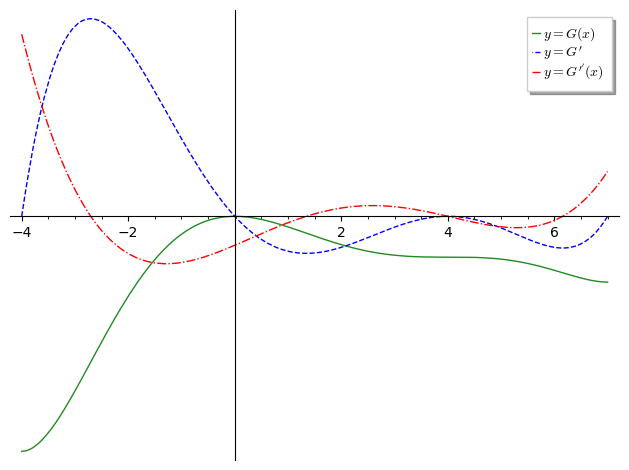 y = G(x)
y = G′
y = G′′(x)
−4 −2 2 4 6